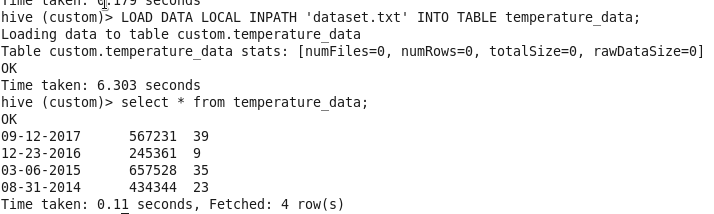 Time taken: 0.179 seconds
hive (custom)> LOAD DATA LOCAL INPATH 'dataset.txt' INTO TABLE temperature_data;
Loading data to table custom.temperature_data
Table custom.temperature_data stats: [numFiles=0, numRows=0, totalSize=0, rawDataSize=0]
OK
Time taken: 6.303 seconds
hive (custom)> select * from temperature_data;
OK
09-12-2017 567231 39
12-23-2016 245361 9
03-06-2015 657528 35
08-31-2014 434344 23
Time taken: 0.11 seconds, Fetched: 4 row(s)